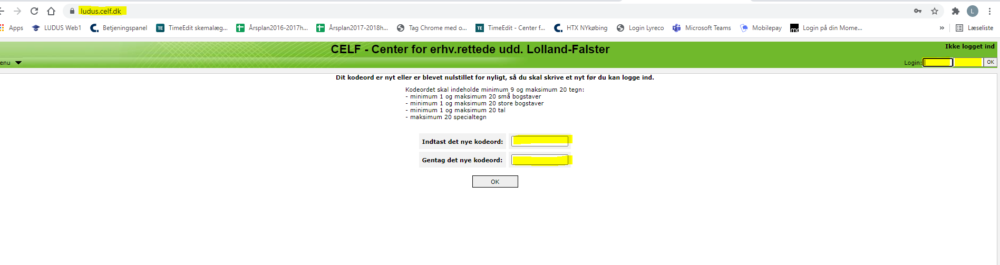 ludus.celf.dk
L
Apps LUDUS Web1 Betjeningspanel TE TimeEdit skemalæg... Årsplan2016-2017h... Årsplan2017-2018h... Tag Chrome med o... TE TimeEdit - Center f... HTX NYkøbing Login Lyreco Microsoft Teams Mobilepay Login på din Mome... » Læseliste
CELF - Center for erhv.rettede udd. Lolland-Falster
Ikke logget ind
enu
Login: OK
Dit kodeord er nyt eller er blevet nulstillet for nyligt, så du skal skrive et nyt før du kan logge ind.
Kodeordet skal indeholde minimum 9 og maksimum 20 tegn:
- minimum 1 og maksimum 20 små bogstaver
- minimum 1 og maksimum 20 store bogstaver
- minimum 1 og maksimum 20 tal
- maksimum 20 specialtegn
Indtast det nye kodeord:
Gentag det nye kodeord:
OK